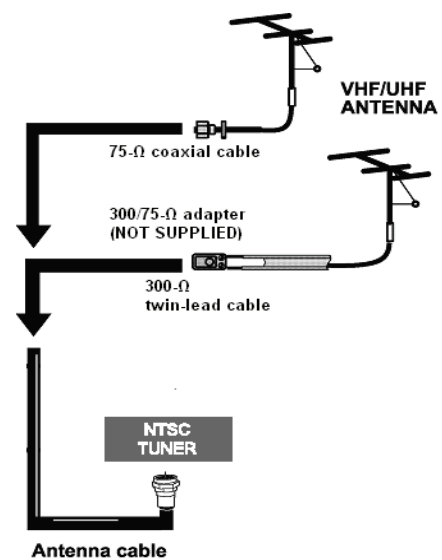 VHF/UHF
ANTENNA
75-Ω coaxial cable
300/75-Ω adapter
(NOT SUPPLIED)
300-Ω
twin-lead cable
NTSC
TUNER
Antenna cable